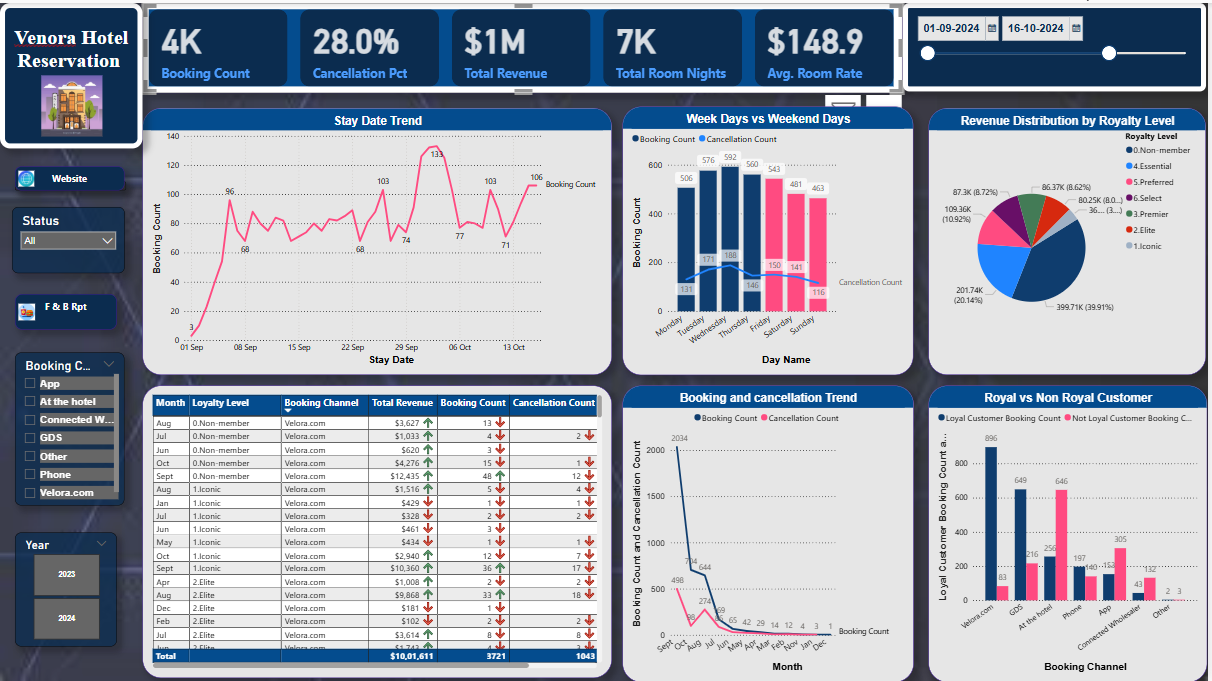 Venora Hotel
Reservation
4K
Booking Count
28.0%
Cancellation Pct
$1M
Total Revenue
7K
Total Room Nights
$148.9
Avg. Room Rate
01-09-2024
16-10-2024
Website
Status
All
F & B Rpt
Booking C...
App
At the hotel
Connected W...
GDS
Other
Phone
Velora.com
Year
2023
2024
Stay Date Trend
Booking Count
140
120
100
80
60
40
20
0
3
96
68
68
103
74
133
77
103
71
106
Booking Count
01 Sep 08 Sep 15 Sep 22 Sep 29 Sep 06 Oct 13 Oct
Stay Date
Week Days vs Weekend Days
Booking Count Cancellation Count
Booking Count
600
400
200
0
506 576 592 560 543 481 463
131 171 188 146 150 141 116
Cancellation Count
Monday Tuesday Wednesday Thursday Friday Saturday Sunday
Day Name
Revenue Distribution by Royalty Level
Royalty Level
0.Non-member
4.Essential
5.Preferred
6.Select
3.Premier
2.Elite
1.Iconic
87.3K (8.72%)
86.37K (8.62%)
80.25K (8.0...)
36.... (3....)
109.36K
(10.92%)
201.74K
(20.14%)
399.71K (39.91%)
Month Loyalty Level Booking Channel Total Revenue Booking Count Cancellation Count
Aug 0.Non-member Velora.com $3,627 13
Jul 0.Non-member Velora.com $1,033 4 2
Jun 0.Non-member Velora.com $620 3
Oct 0.Non-member Velora.com $4,276 15 1
Sept 0.Non-member Velora.com $12,435 48 12
Aug 1.Iconic Velora.com $1,516 5 4
Jan 1.Iconic Velora.com $429 1 1
Jul 1.Iconic Velora.com $328 2 2
Jun 1.Iconic Velora.com $461 3
May 1.Iconic Velora.com $434 1 1
Oct 1.Iconic Velora.com $2,940 12 7
Sept 1.Iconic Velora.com $10,360 36 17
Apr 2.Elite Velora.com $1,008 2 2
Aug 2.Elite Velora.com $9,868 33 18
Dec 2.Elite Velora.com $181 1
Feb 2.Elite Velora.com $102 2 2
Jul 2.Elite Velora.com $3,614 8 8
Total $10,01,611 3721 1043
Booking and cancellation Trend
Booking Count Cancellation Count
Booking Count and Cancellation Count
2000
1500
1000
500
0
2034
704
644
498
98
274
69
65 42 29 14 12 4 3 1
Booking Count
Sept Oct Aug Jul Jun May Apr Mar Feb Nov Jan Dec
Month
Royal vs Non Royal Customer
Loyal Customer Booking Count Not Loyal Customer Booking C...
Loyal Customer Booking Count a...
800
600
400
200
0
896 83
649 216
256 646
197 140
153 305
43 132
2 3
Velora.com GDS At the hotel Phone App Connected Wholesaler Other
Booking Channel